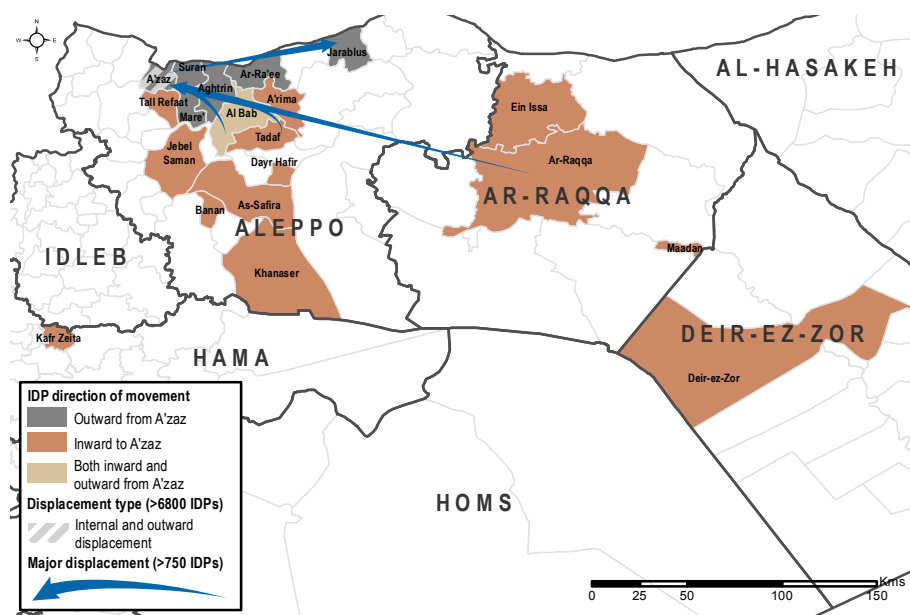 N
W
E
S
Jarablus
Suran
A'zaz
Ar-Ra'ee
Aghtrin
Tall Refaat
A'rima
Al Bab
Mare'
Tadaf
Jebel
Saman
Dayr Hafir
Banan
As-Safira
ALEPPO
Khanaser
IDLEB
Kafr Zeita
HAMA
AL-HASAKEH
Ein Issa
Ar-Raqqa
AR-RAQQA
Maadan
DEIR-EZ-ZOR
Deir-ez-Zor
HOMS
IDP direction of movement
Outward from A'zaz
Inward to A'zaz
Both inward and
outward from A'zaz
Displacement type (>6800 IDPs)
Internal and outward
displacement
Major displacement (>750 IDPs)
Kms
0 25 50 100 150